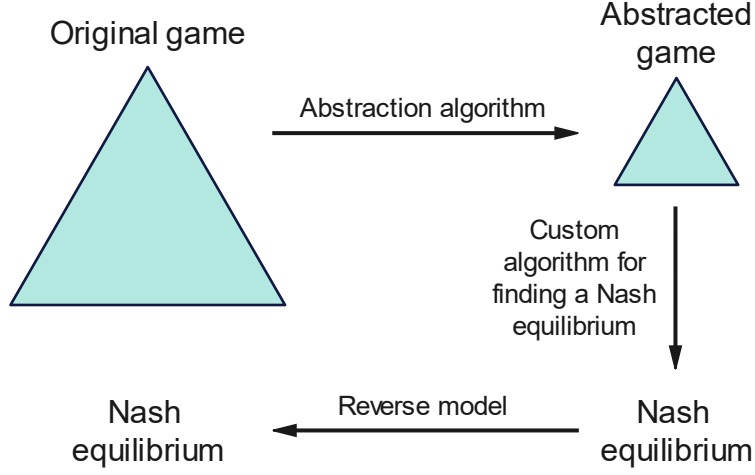 Original game
Abstracted
game
Abstraction algorithm
Custom
algorithm for
finding a Nash
equilibrium
Nash
equilibrium
Reverse model
Nash
equilibrium